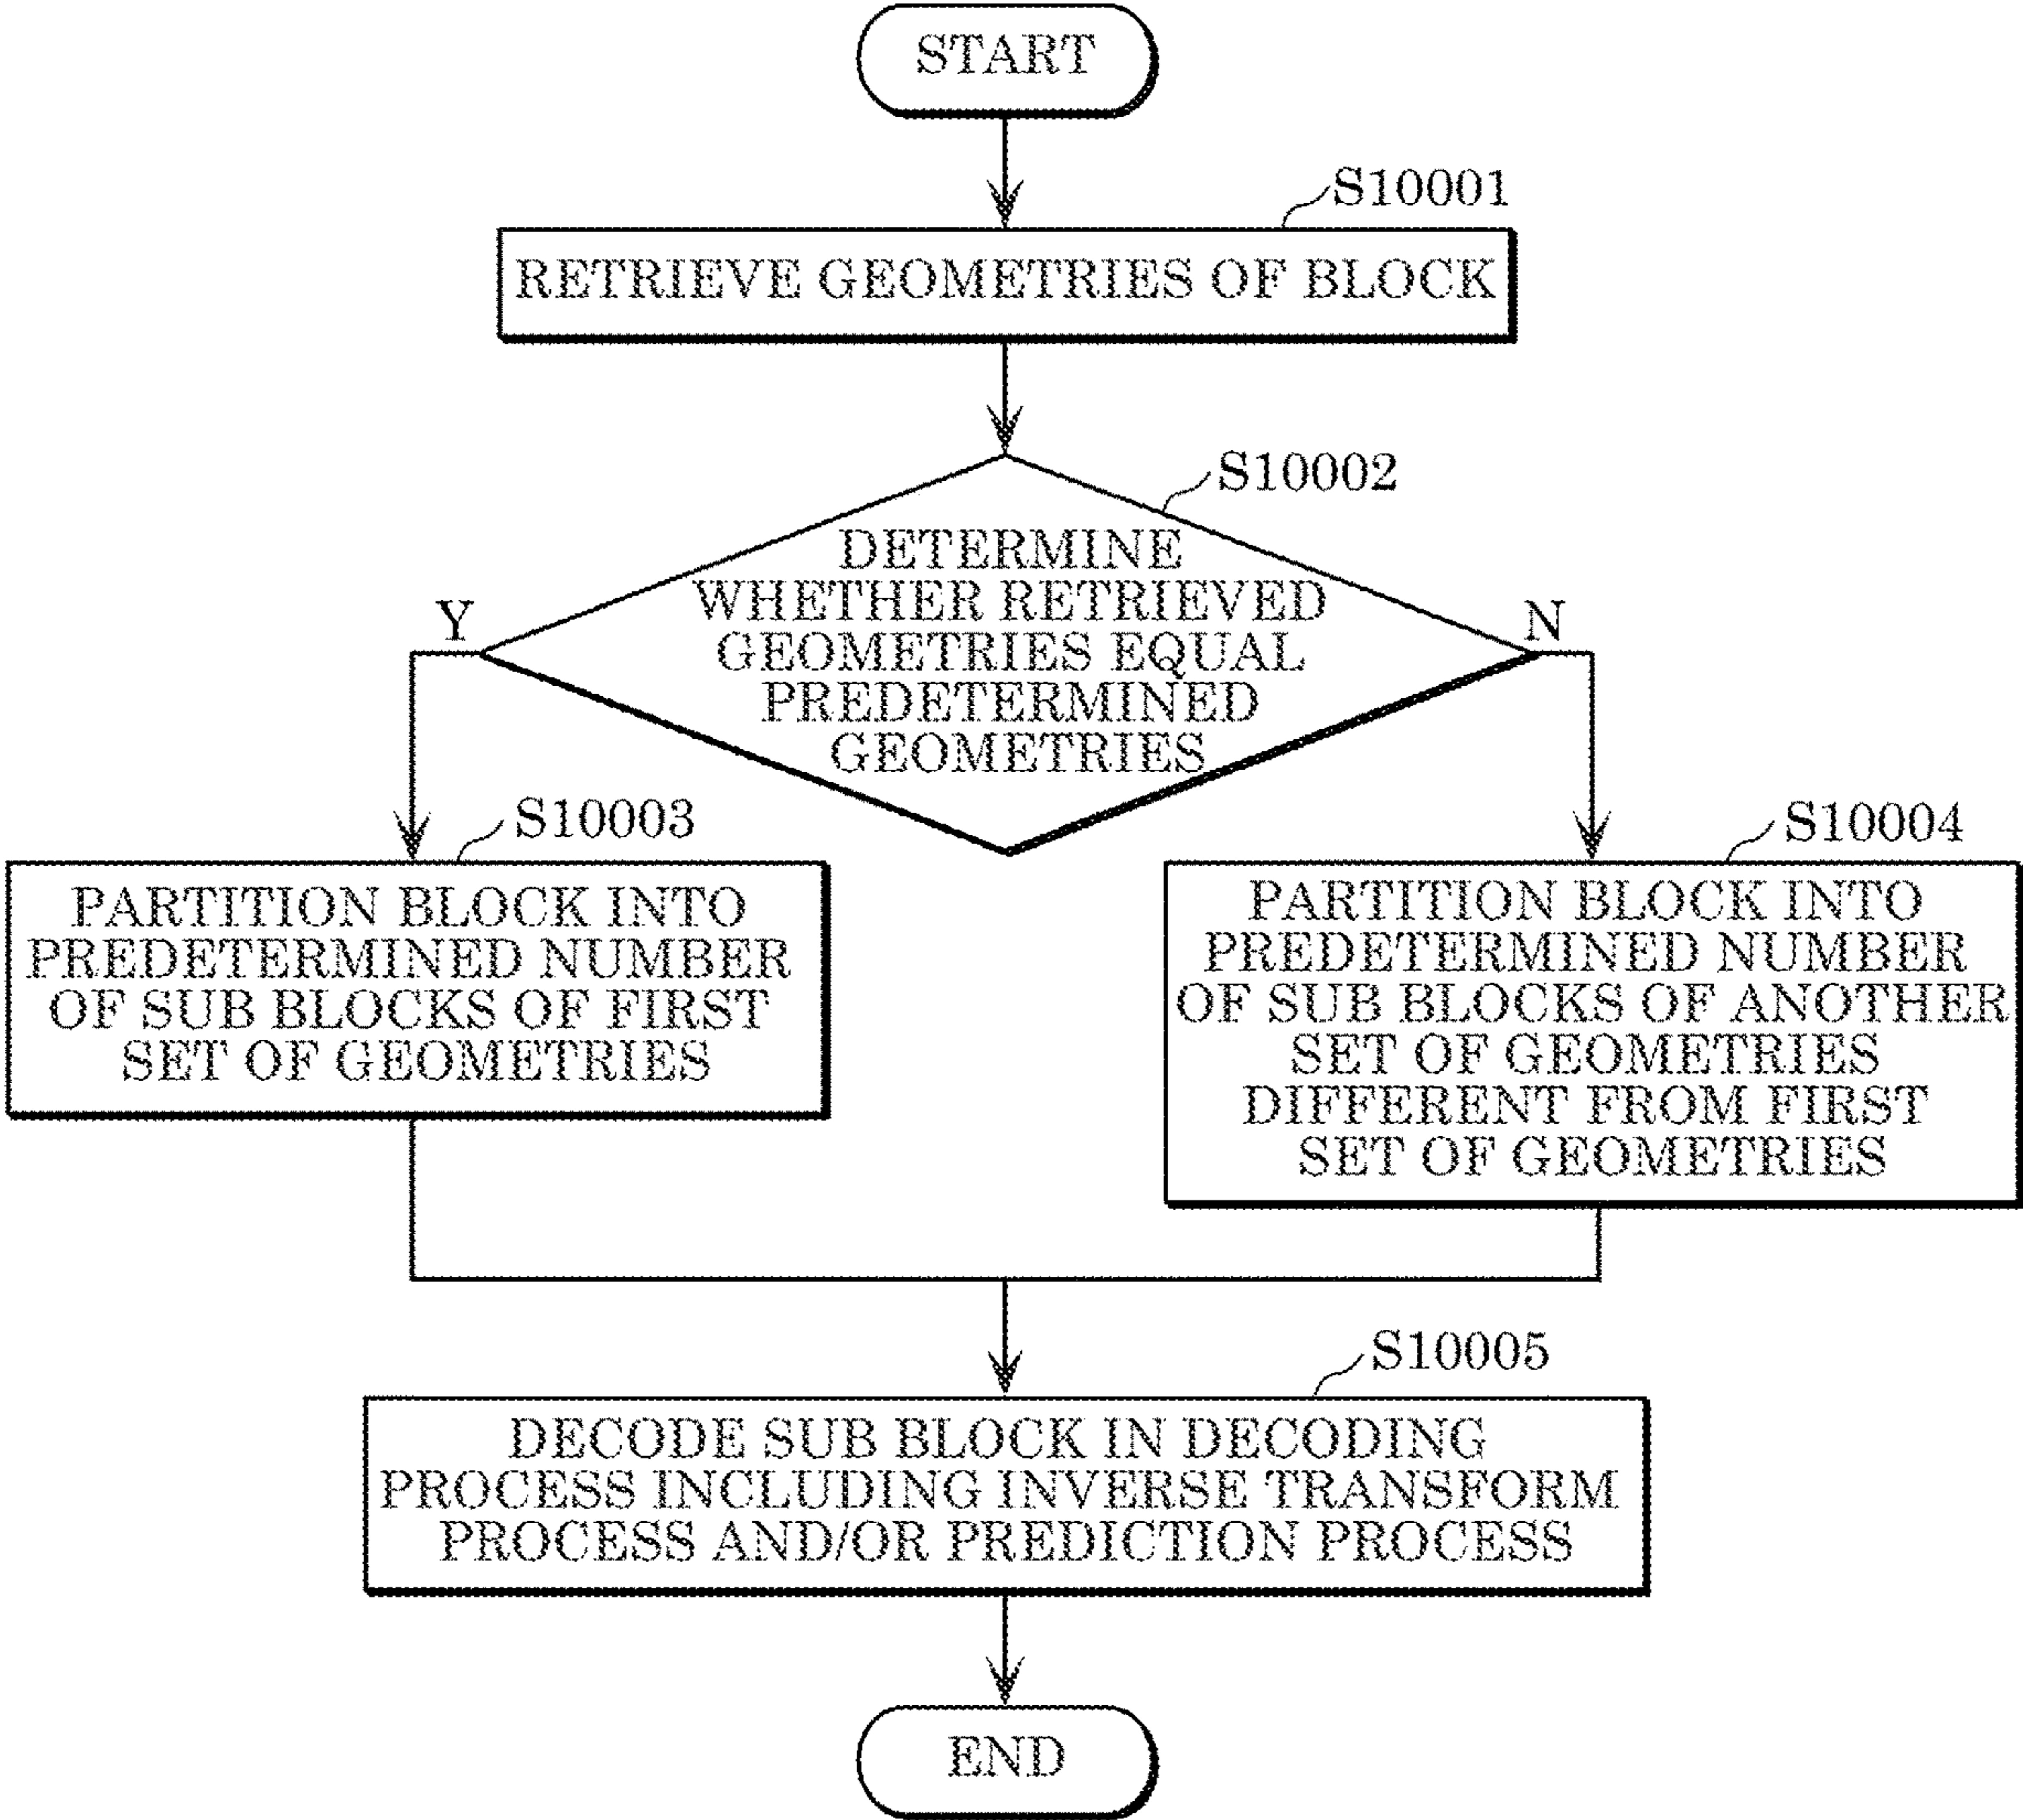 START
S10001
RETRIEVE GEOMETRIES OF BLOCK
S10002
DETERMINE
WHETHER RETRIEVED
GEOMETRIES EQUAL
PREDETERMINED
GEOMETRIES
Y
N
S10003
PARTITION BLOCK INTO
PREDETERMINED NUMBER
OF SUB BLOCKS OF FIRST
SET OF GEOMETRIES
S10004
PARTITION BLOCK INTO
PREDETERMINED NUMBER
OF SUB BLOCKS OF ANOTHER
SET OF GEOMETRIES
DIFFERENT FROM FIRST
SET OF GEOMETRIES
S10005
DECODE SUB BLOCK IN DECODING
PROCESS INCLUDING INVERSE TRANSFORM
PROCESS AND/OR PREDICTION PROCESS
END